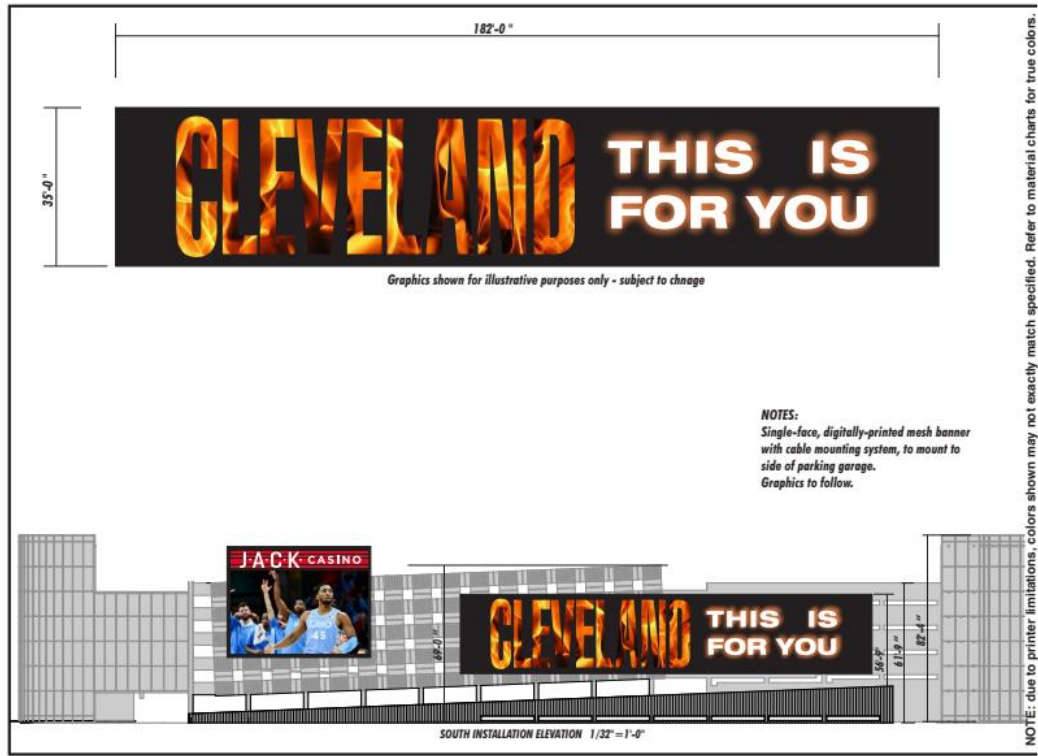 182'-0 "
35'-0 "
CLEVELAND
THIS IS
FOR YOU
Graphics shown for illustrative purposes only - subject to chnage
NOTES:
Single-face, digitally-printed mesh banner
with cable mounting system, to mount to
side of parking garage.
Graphics to follow.
J·A·C·K· CASINO
45
69'-0 "
CLEVELAND
THIS IS
FOR YOU
56'-9"
61'-9 "
82'-4 "
SOUTH INSTALLATION ELEVATION 1/32"=1'-0"
NOTE: due to printer limitations, colors shown may not exactly match specified. Refer to material charts for true colors.